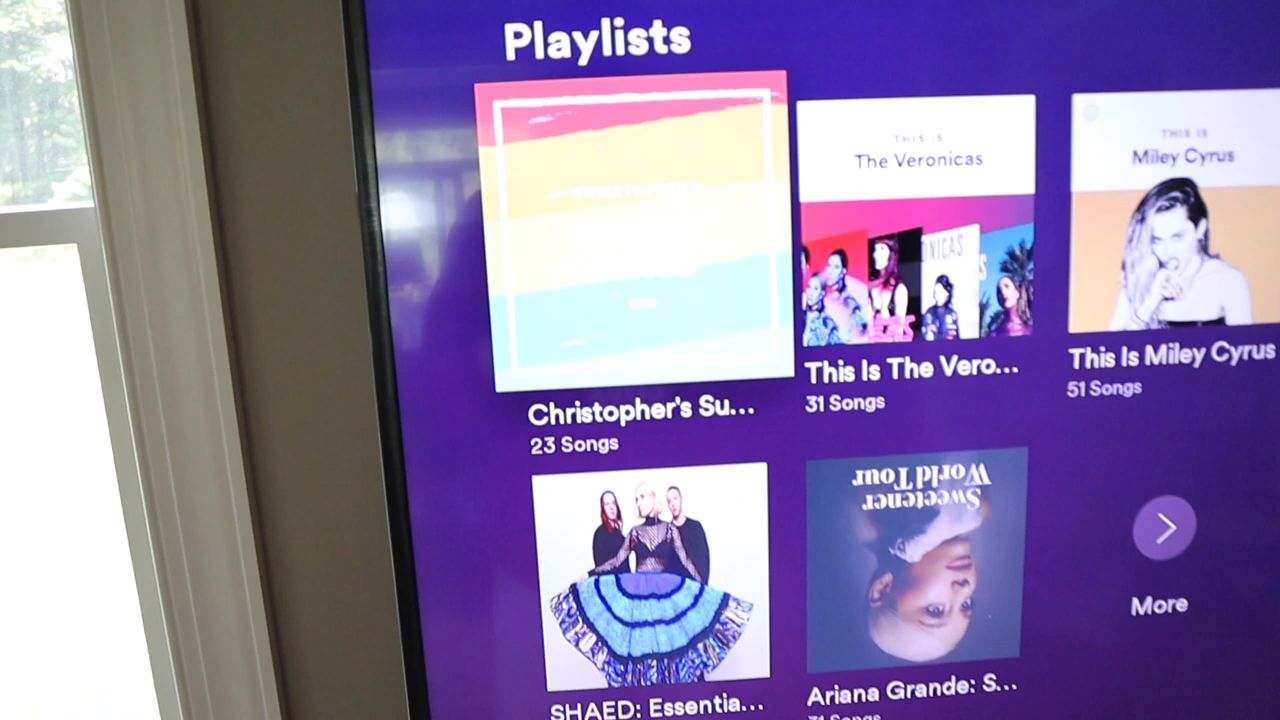 Playlists
THIS IS
The Veronicas
THIS IS
Miley Cyrus
ONICAS
S
This Is The Vero...
31 Songs
This Is Miley Cyrus
51 Songs
Christopher's Su...
23 Songs
Sweetener
World Tour
More
SHAED: Essentia...
Ariana Grande: S...